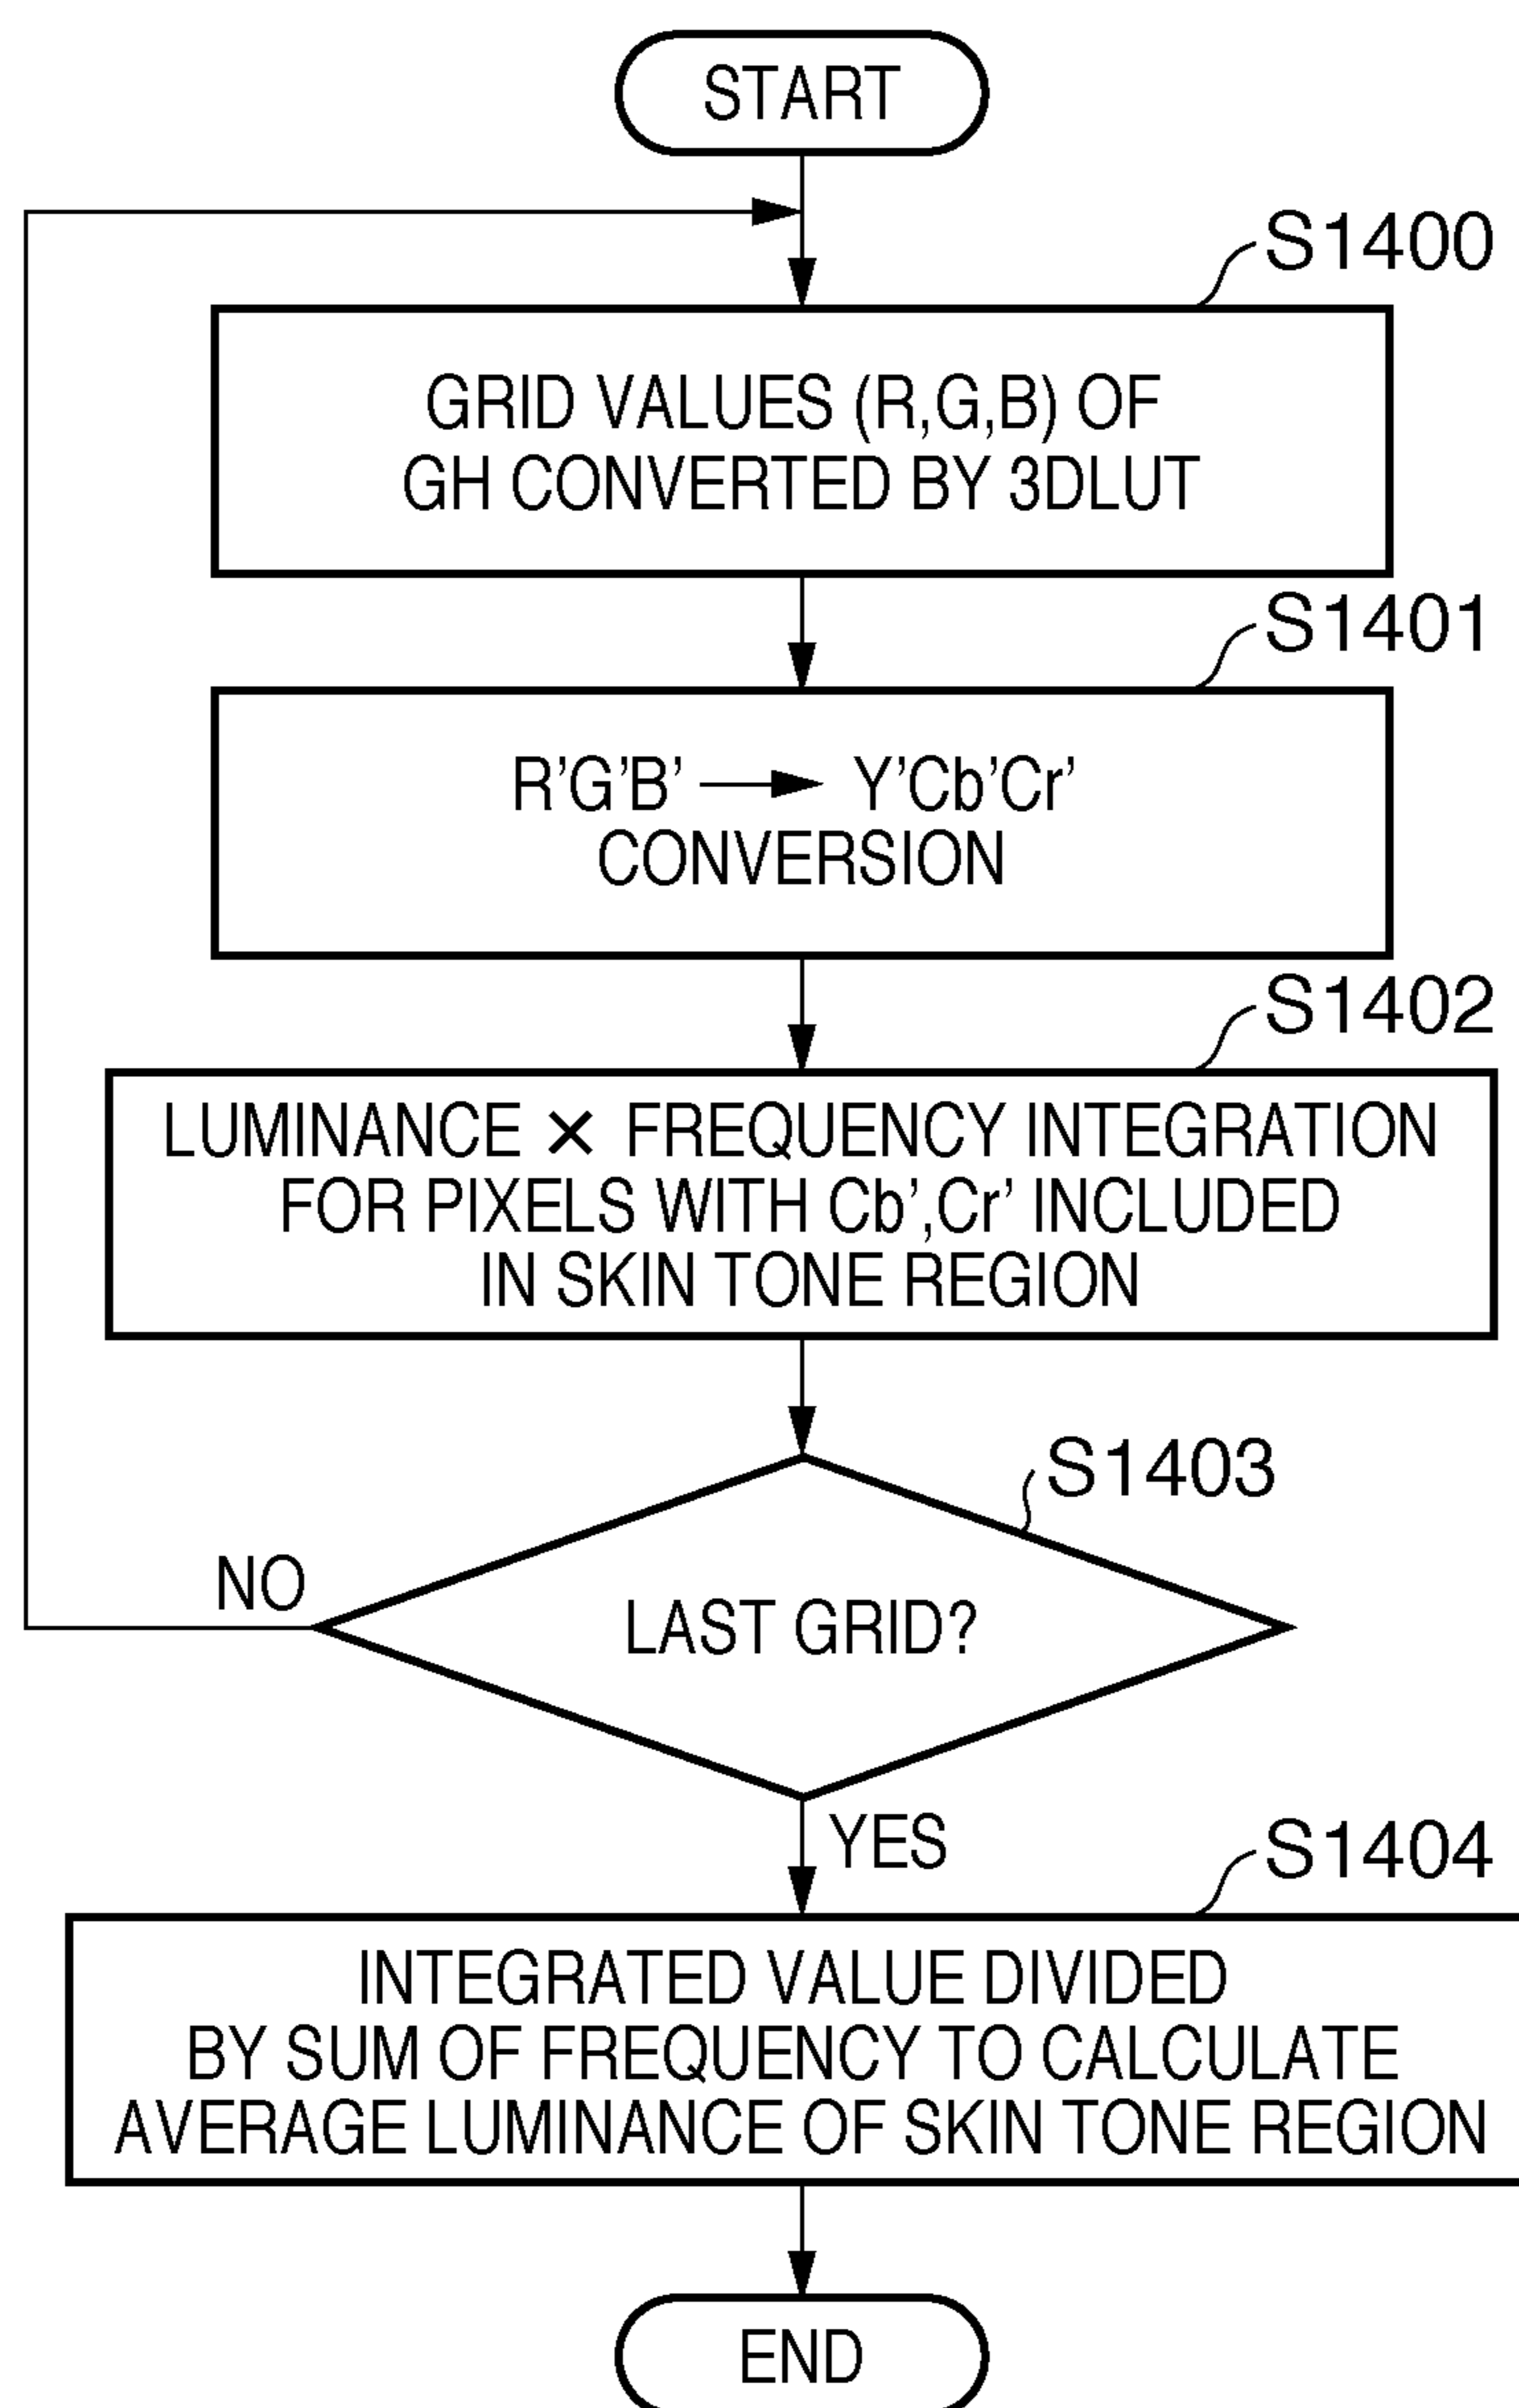 START
S1400
GRID VALUES (R,G,B) OF
GH CONVERTED BY 3DLUT
S1401
R'G'B' → Y'Cb'Cr'
CONVERSION
S1402
LUMINANCE × FREQUENCY INTEGRATION
FOR PIXELS WITH Cb',Cr' INCLUDED
IN SKIN TONE REGION
S1403
NO
LAST GRID?
YES
S1404
INTEGRATED VALUE DIVIDED
BY SUM OF FREQUENCY TO CALCULATE
AVERAGE LUMINANCE OF SKIN TONE REGION
END